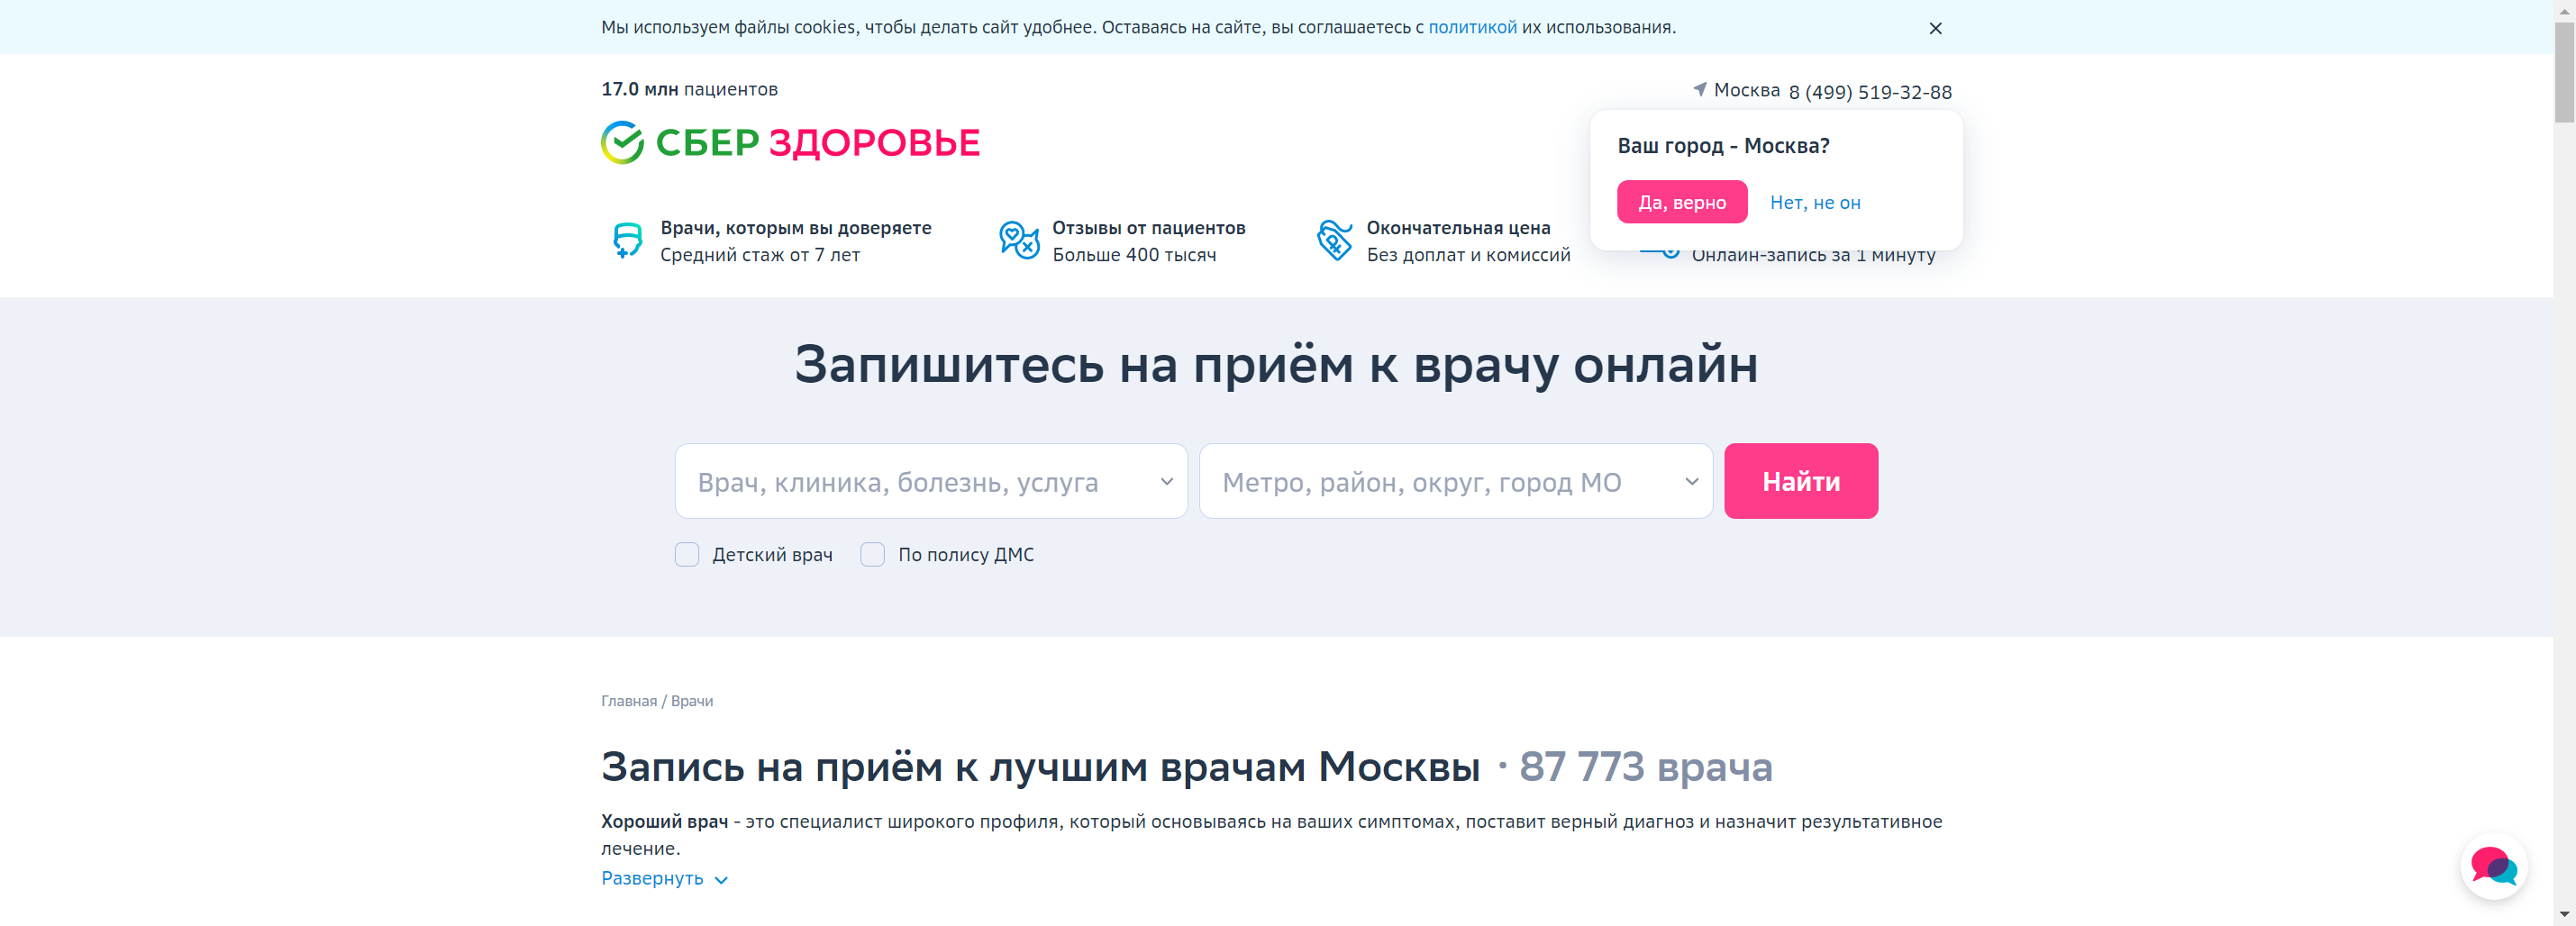 Мы используем файлы cookies, чтобы делать сайт удобнее. Оставаясь на сайте, вы соглашаетесь с политикой их использования.
17.0 млн пациентов
Москва 8 (499) 519-32-88
СБЕР ЗДОРОВЬЕ
Ваш город - Москва?
Да, верно Нет, не он
Врачи, которым вы доверяете
Средний стаж от 7 лет
Отзывы от пациентов
Больше 400 тысяч
Окончательная цена
Без доплат и комиссий
Онлайн-запись за 1 минуту
Запишитесь на приём к врачу онлайн
Врач, клиника, болезнь, услуга
Метро, район, округ, город МО
Найти
Детский врач
По полису ДМС
Главная / Врачи
Запись на приём к лучшим врачам Москвы · 87 773 врача
Хороший врач - это специалист широкого профиля, который основываясь на ваших симптомах, поставит верный диагноз и назначит результативное
лечение.
Развернуть